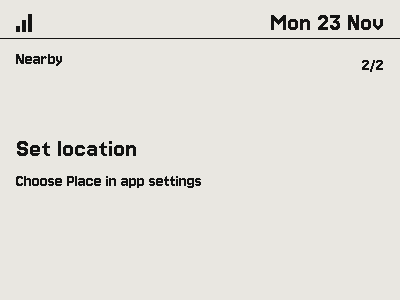 Mon 23 Nov
Nearby
2/2
Set location
Choose Place in app settings